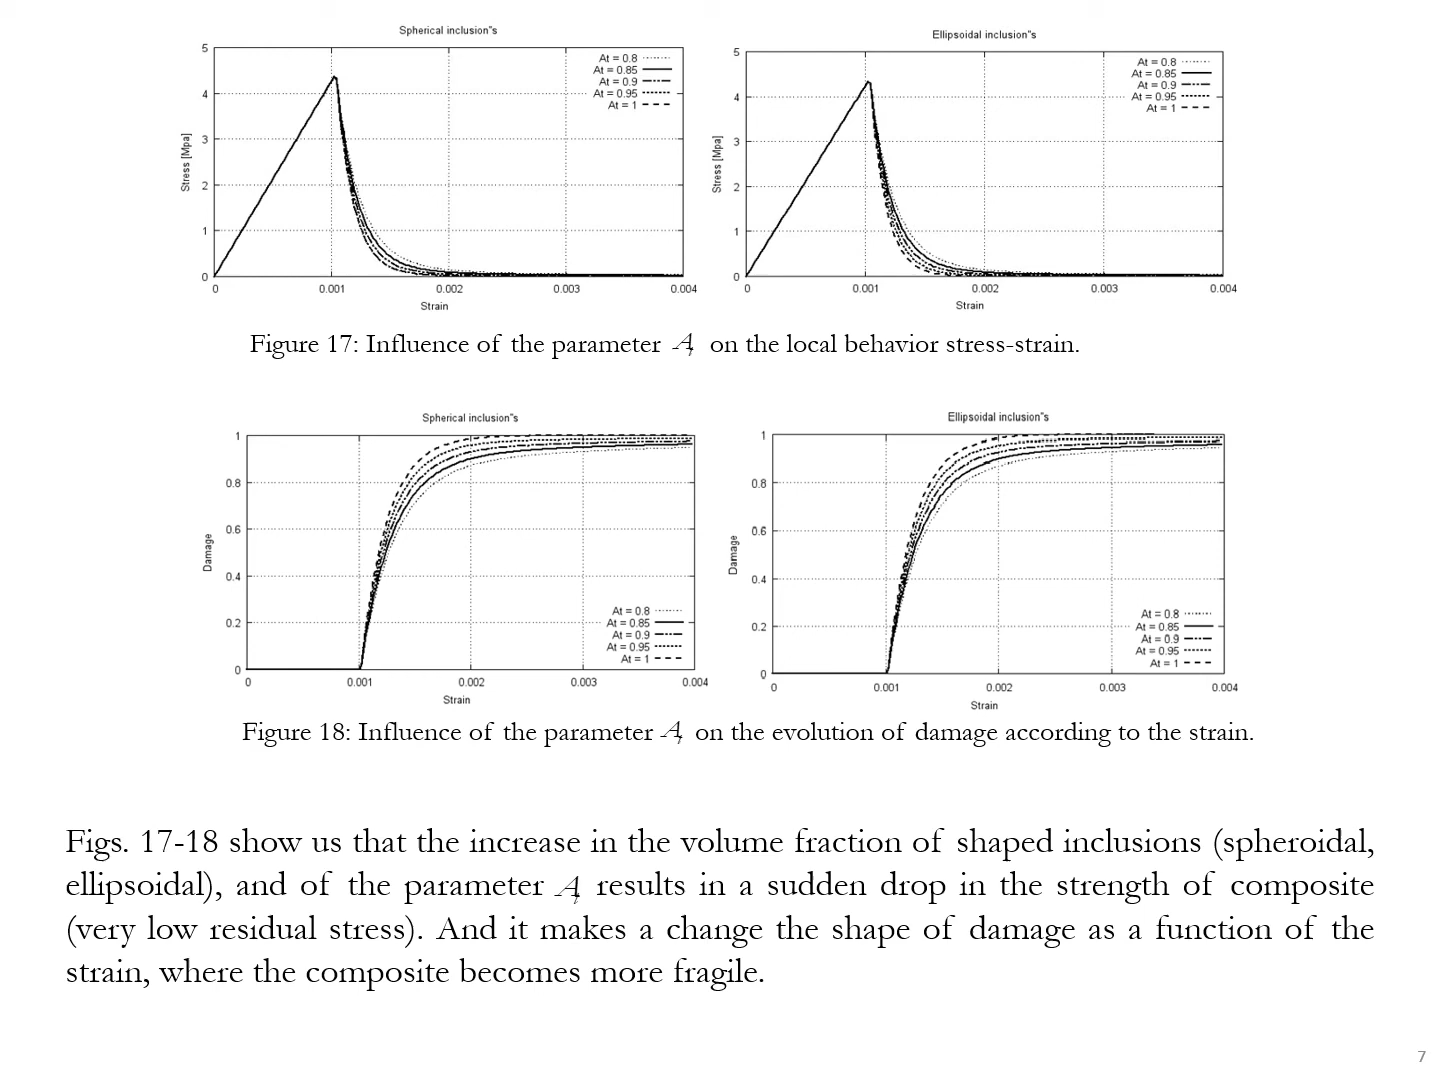 Spherical inclusion"s
5
4
3
2
1
0
Stress [Mpa]
At = 0.8
At = 0.85
At = 0.9
At = 0.95
At = 1
0 0.001 0.002 0.003 0.004
Strain
Ellipsoidal inclusion"s
5
4
3
2
1
0
Stress [Mpa]
At = 0.8
At = 0.85
At = 0.9
At = 0.95
At = 1
0 0.001 0.002 0.003 0.004
Strain
Figure 17: Influence of the parameter Aₜ on the local behavior stress-strain.
Spherical inclusion"s
1
0.8
0.6
0.4
0.2
0
Damage
At = 0.8
At = 0.85
At = 0.9
At = 0.95
At = 1
0 0.001 0.002 0.003 0.004
Strain
Ellipsoidal inclusion"s
1
0.8
0.6
0.4
0.2
0
Damage
At = 0.8
At = 0.85
At = 0.9
At = 0.95
At = 1
0 0.001 0.002 0.003 0.004
Strain
Figure 18: Influence of the parameter Aₜ on the evolution of damage according to the strain.
Figs. 17-18 show us that the increase in the volume fraction of shaped inclusions (spheroidal,
ellipsoidal), and of the parameter Aₜ results in a sudden drop in the strength of composite
(very low residual stress). And it makes a change the shape of damage as a function of the
strain, where the composite becomes more fragile.
7